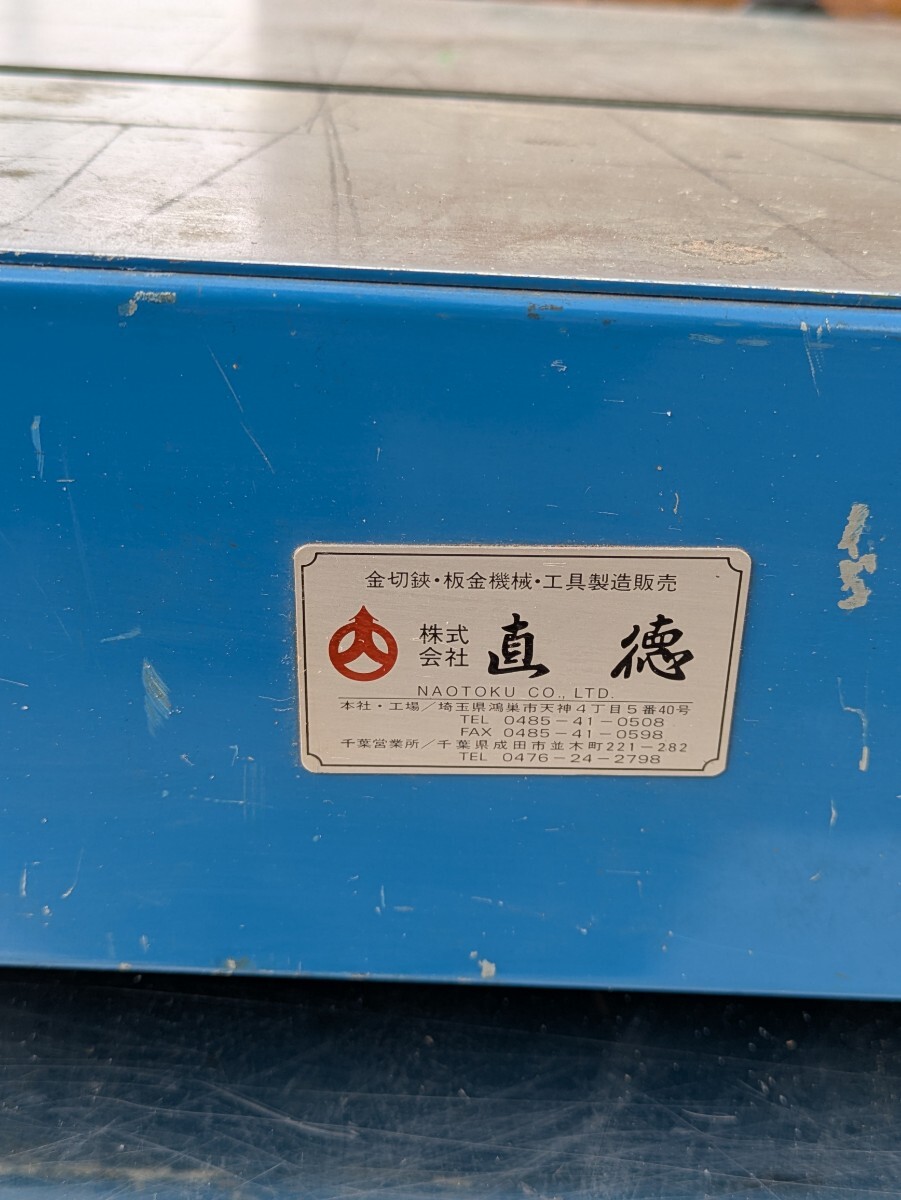 金切鋏・板金機械・工具製造販売
株式会社 直徳
NAOTOKU CO., LTD.
本社・工場／埼玉県鴻巣市天神4丁目5番40号
TEL 0485-41-0508
FAX 0485-41-0598
千葉営業所／千葉県成田市並木町221-282
TEL 0476-24-2798